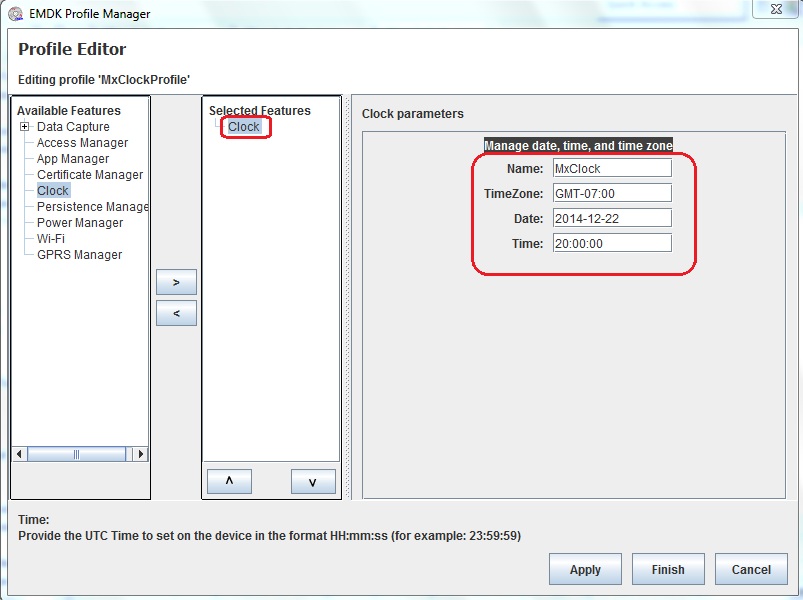 EMDK Profile Manager
Profile Editor
Editing profile 'MxClockProfile'
Available Features
Data Capture
Access Manager
App Manager
Certificate Manager
Clock
Persistence Manage
Power Manager
Wi-Fi
GPRS Manager
>
<
Selected Features
Clock
^
v
Clock parameters
Manage date, time, and time zone
Name: MxClock
TimeZone: GMT-07:00
Date: 2014-12-22
Time: 20:00:00
Time:
Provide the UTC Time to set on the device in the format HH:mm:ss (for example: 23:59:59)
Apply Finish Cancel